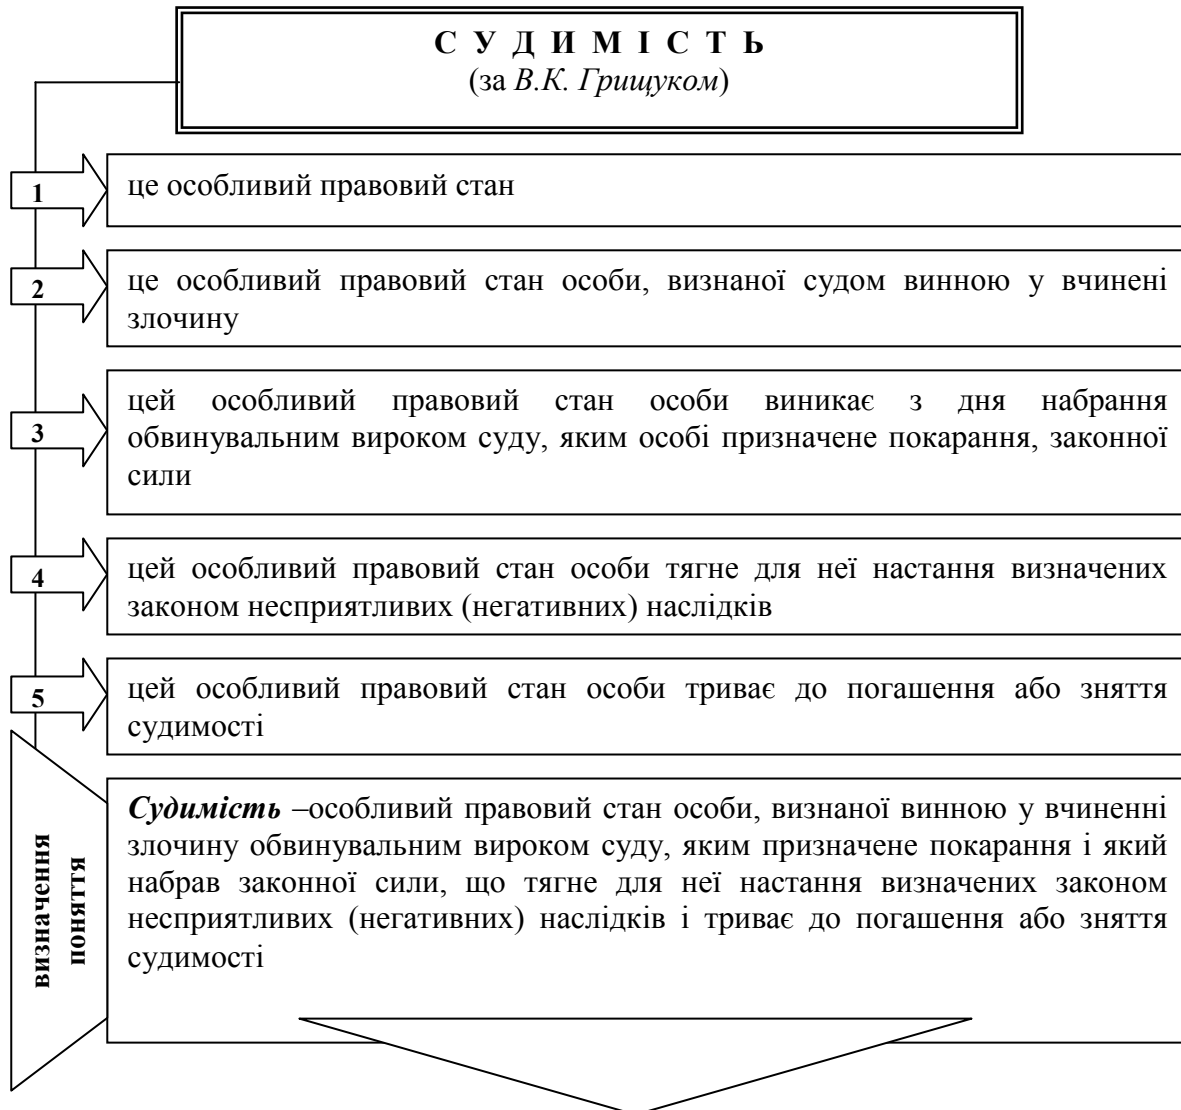 С У Д И М І С Т Ь
(за В.К. Грищуком)
1
це особливий правовий стан
2
це особливий правовий стан особи, визнаної судом винною у вчинені
злочину
3
цей особливий правовий стан особи виникає з дня набрання
обвинувальним вироком суду, яким особі призначене покарання, законної
сили
4
цей особливий правовий стан особи тягне для неї настання визначених
законом несприятливих (негативних) наслідків
5
цей особливий правовий стан особи триває до погашення або зняття
судимості
визначення
поняття
Судимість –особливий правовий стан особи, визнаної винною у вчиненні
злочину обвинувальним вироком суду, яким призначене покарання і який
набрав законної сили, що тягне для неї настання визначених законом
несприятливих (негативних) наслідків і триває до погашення або зняття
судимості